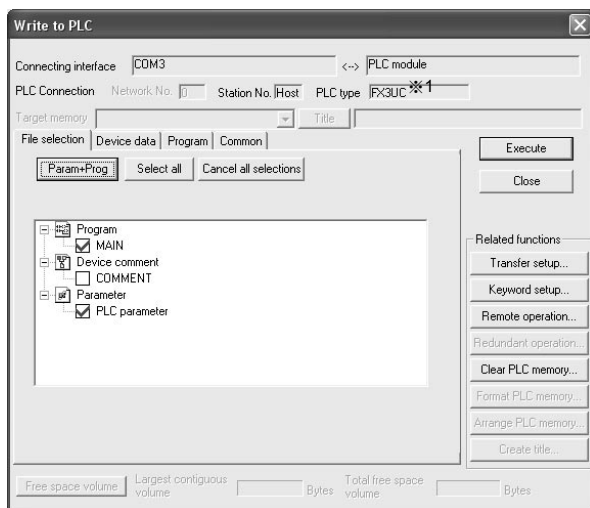 Write to PLC
Connecting interface COM3 <--> PLC module
PLC Connection Network No. 0 Station No. Host PLC type FX3UC ※1
Target memory Title
File selection Device data Program Common
Execute
Param+Prog Select all Cancel all selections
Close
Program
MAIN
Device comment
COMMENT
Parameter
PLC parameter
Related functions
Transfer setup...
Keyword setup...
Remote operation...
Redundant operation...
Clear PLC memory...
Format PLC memory...
Arrange PLC memory...
Create title...
Free space volume Largest contiguous volume Bytes Total free space volume Bytes